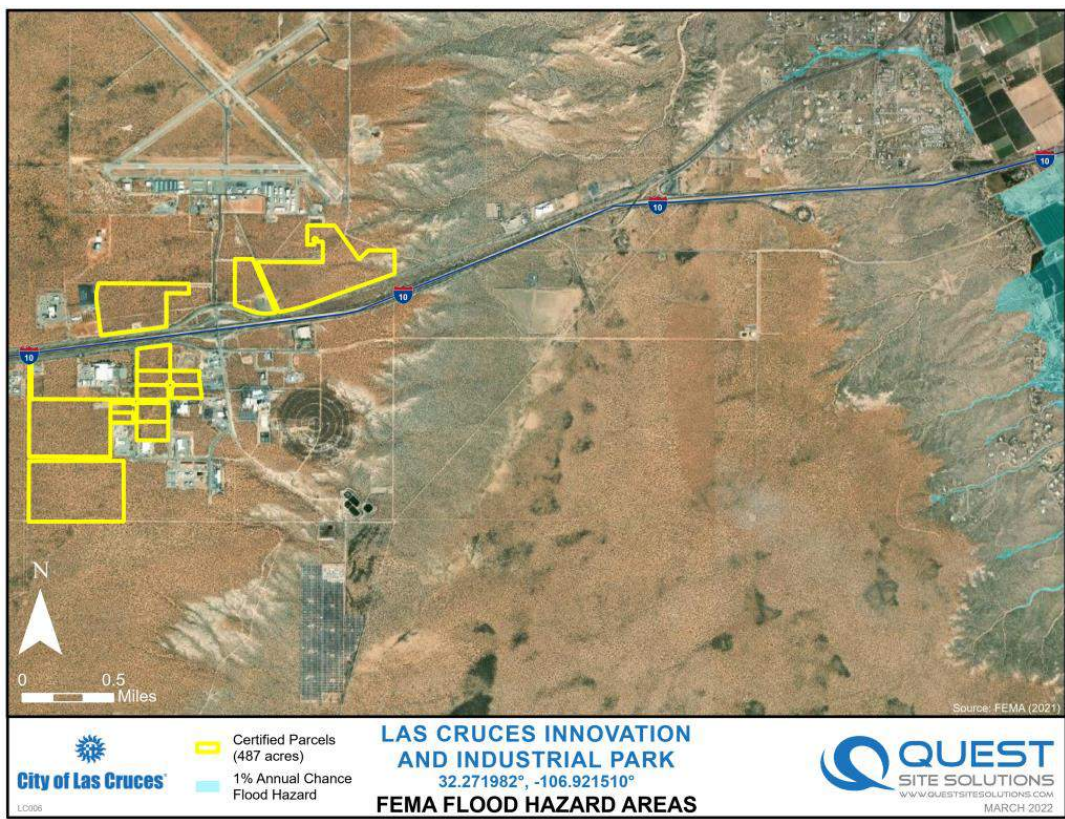 10
10
10
10
N
0 0.5
Miles
Source: FEMA (2021)
City of Las Cruces
LC006
Certified Parcels
(487 acres)
1% Annual Chance
Flood Hazard
LAS CRUCES INNOVATION
AND INDUSTRIAL PARK
32.271982°, -106.921510°
FEMA FLOOD HAZARD AREAS
QUEST
SITE SOLUTIONS
WWW.QUESTSITESOLUTIONS.COM
MARCH 2022